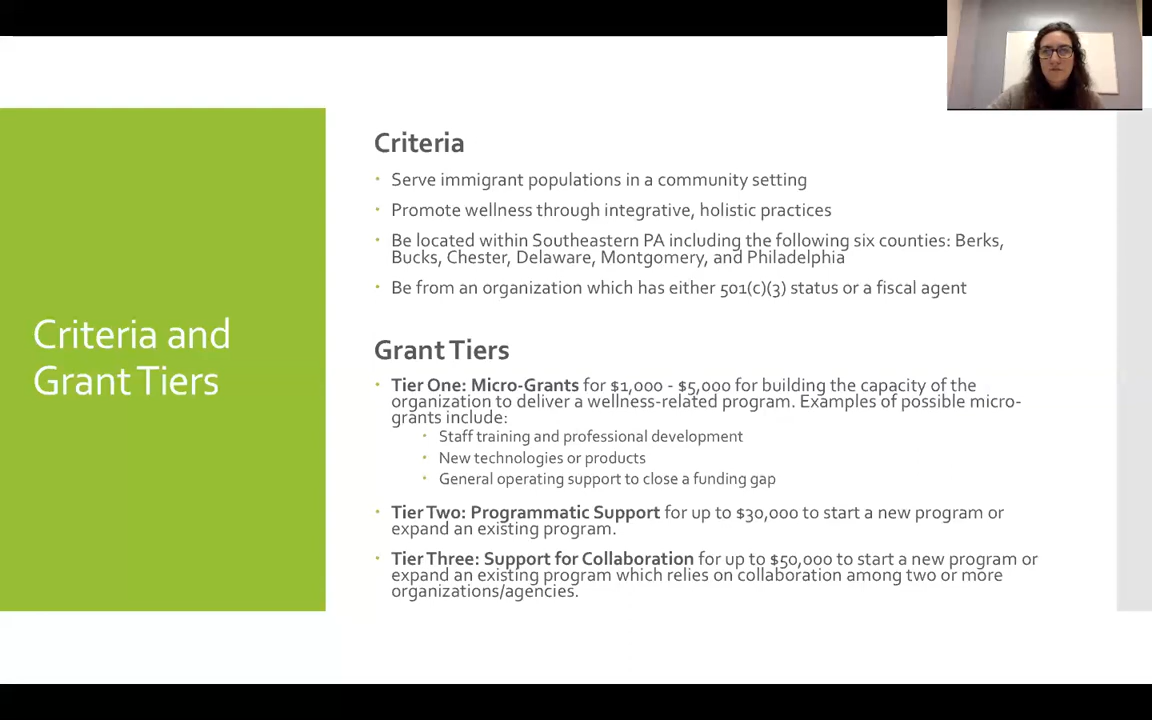 Criteria and
Grant Tiers
Criteria
• Serve immigrant populations in a community setting
• Promote wellness through integrative, holistic practices
• Be located within Southeastern PA including the following six counties: Berks,
Bucks, Chester, Delaware, Montgomery, and Philadelphia
• Be from an organization which has either 501(c)(3) status or a fiscal agent
Grant Tiers
• Tier One: Micro-Grants for $1,000 - $5,000 for building the capacity of the
organization to deliver a wellness-related program. Examples of possible micro-
grants include:
• Staff training and professional development
• New technologies or products
• General operating support to close a funding gap
• Tier Two: Programmatic Support for up to $30,000 to start a new program or
expand an existing program.
• Tier Three: Support for Collaboration for up to $50,000 to start a new program or
expand an existing program which relies on collaboration among two or more
organizations/agencies.